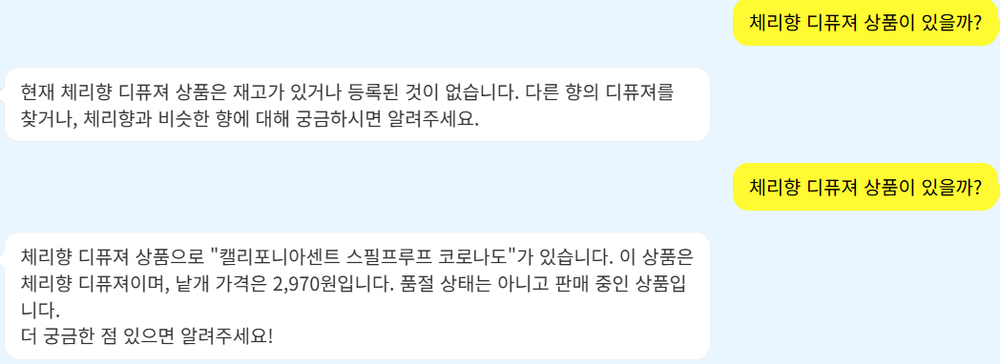 체리향 디퓨져 상품이 있을까?
현재 체리향 디퓨져 상품은 재고가 있거나 등록된 것이 없습니다. 다른 향의 디퓨져를
찾거나, 체리향과 비슷한 향에 대해 궁금하시면 알려주세요.
체리향 디퓨져 상품이 있을까?
체리향 디퓨져 상품으로 "캘리포니아센트 스필프루프 코로나도"가 있습니다. 이 상품은
체리향 디퓨져이며, 낱개 가격은 2,970원입니다. 품절 상태는 아니고 판매 중인 상품입
니다.
더 궁금한 점 있으면 알려주세요!